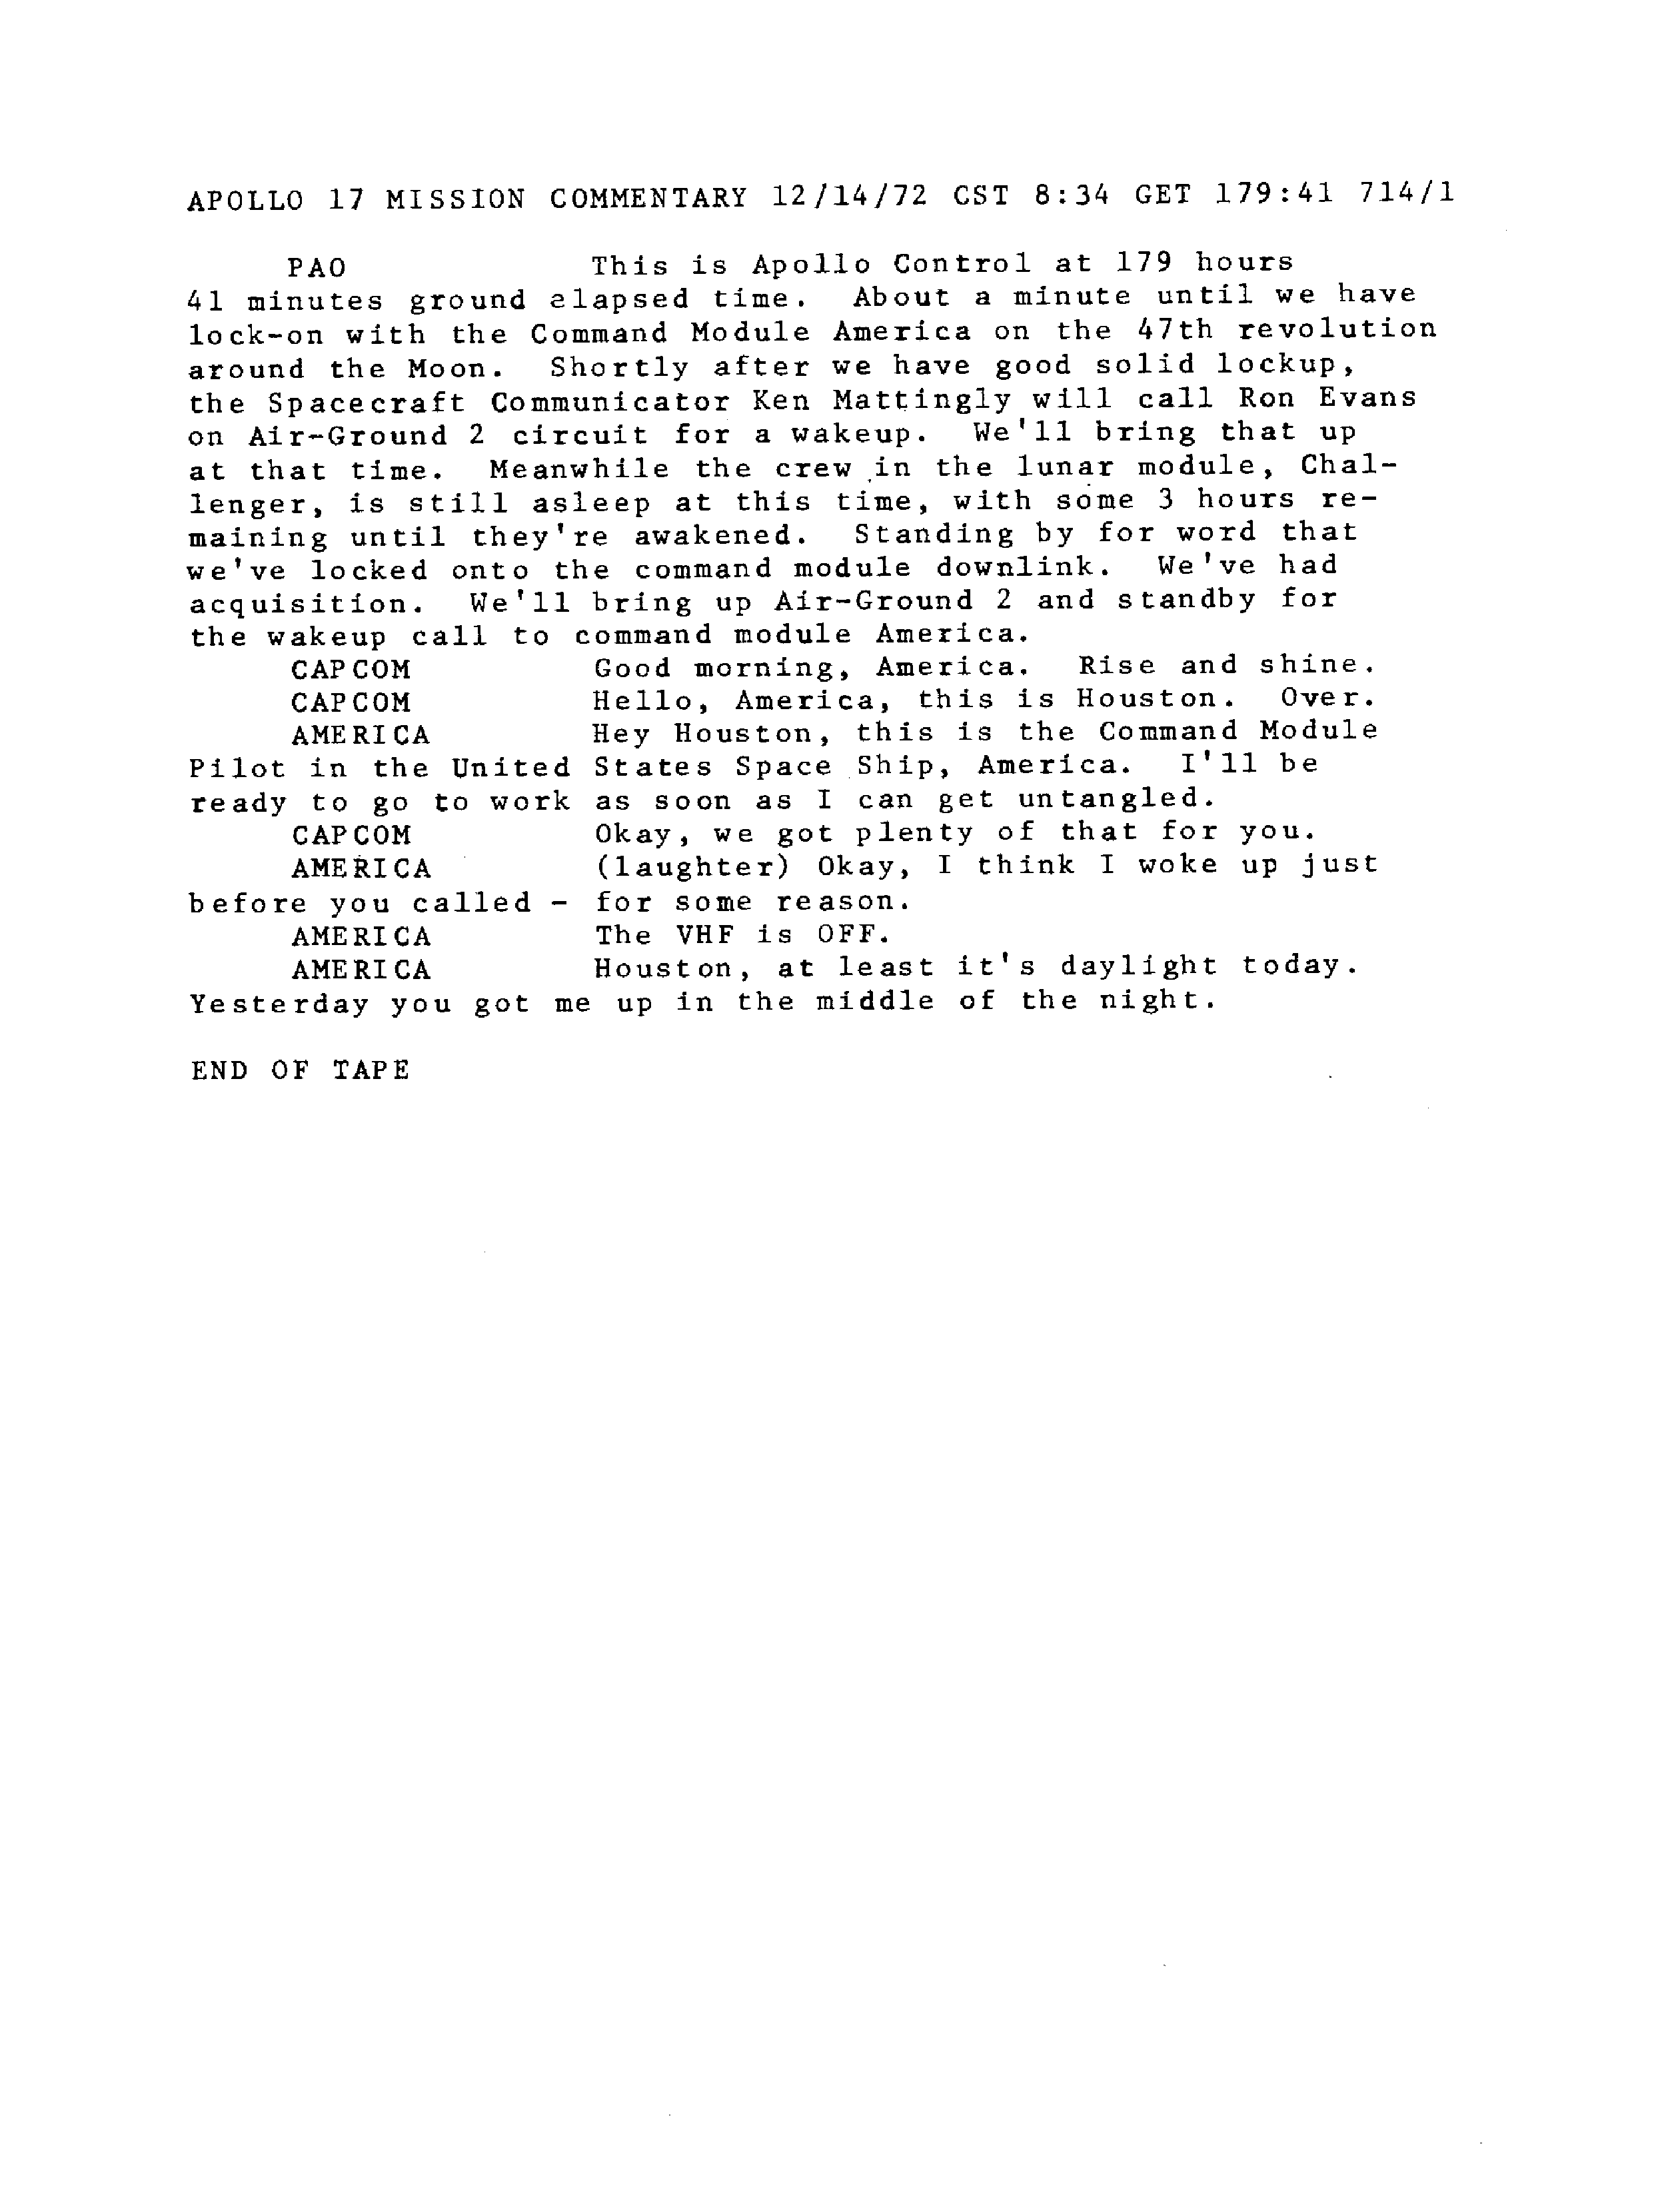 APOLLO 17 MISSION COMMENTARY 12/14/72 CST 8:34 GET 179:41 714/1
PAO This is Apollo Control at 179 hours
41 minutes ground elapsed time. About a minute until we have
lock-on with the Command Module America on the 47th revolution
around the Moon. Shortly after we have good solid lockup,
the Spacecraft Communicator Ken Mattingly will call Ron Evans
on Air-Ground 2 circuit for a wakeup. We'll bring that up
at that time. Meanwhile the crew in the lunar module, Chal-
lenger, is still asleep at this time, with some 3 hours re-
maining until they're awakened. Standing by for word that
we've locked onto the command module downlink. We've had
acquisition. We'll bring up Air-Ground 2 and standby for
the wakeup call to command module America.
CAPCOM Good morning, America. Rise and shine.
CAPCOM Hello, America, this is Houston. Over.
AMERICA Hey Houston, this is the Command Module
Pilot in the United States Space Ship, America. I'll be
ready to go to work as soon as I can get untangled.
CAPCOM Okay, we got plenty of that for you.
AMERICA (laughter) Okay, I think I woke up just
before you called - for some reason.
AMERICA The VHF is OFF.
AMERICA Houston, at least it's daylight today.
Yesterday you got me up in the middle of the night.
END OF TAPE